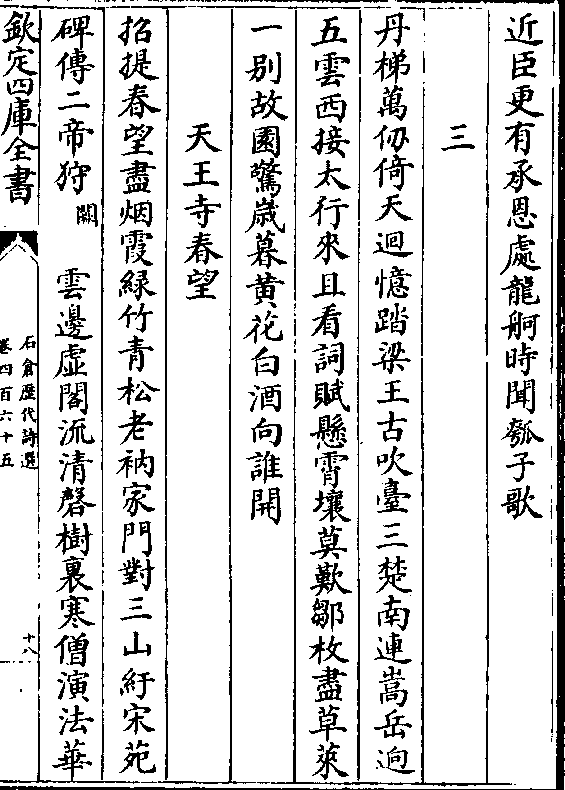 近臣更有承恩處龍舸時聞瓠子歌
三
丹梯萬仞倚天迴憶踏梁王古吹臺三楚南連嵩岳逈
五雲西接太行來且看詞賦懸霄壤莫歎鄒枚盡草萊
一别故園驚歳暮黄花白酒向誰開
天王寺春望
招提春望盡烟霞緑竹青松老衲家門對三山紆宋苑
碑傳二帝狩闕雲邊虚閣流清磬樹裏寒僧演法華
欽定四庫全書
石倉歴代詩選
卷四百六十五
十八